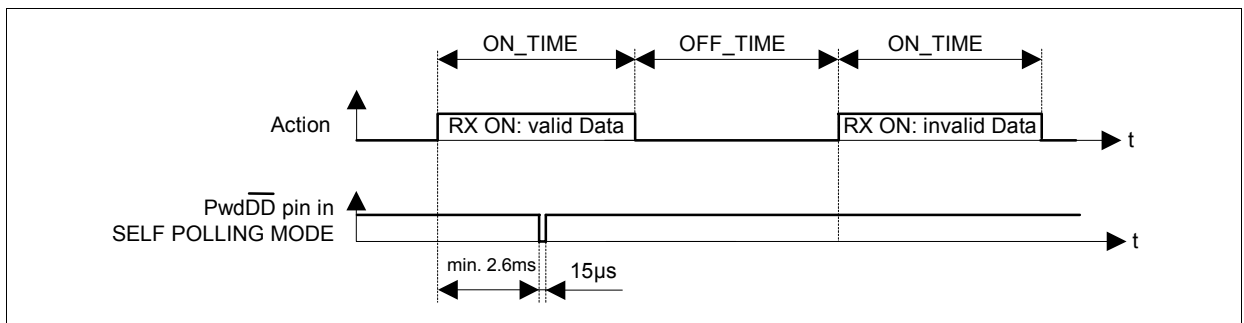 ON_TIME
OFF_TIME
ON_TIME
Action
RX ON: valid Data
RX ON: invalid Data
t
PwdD̅D̅ pin in
SELF POLLING MODE
t
min. 2.6ms
15µs